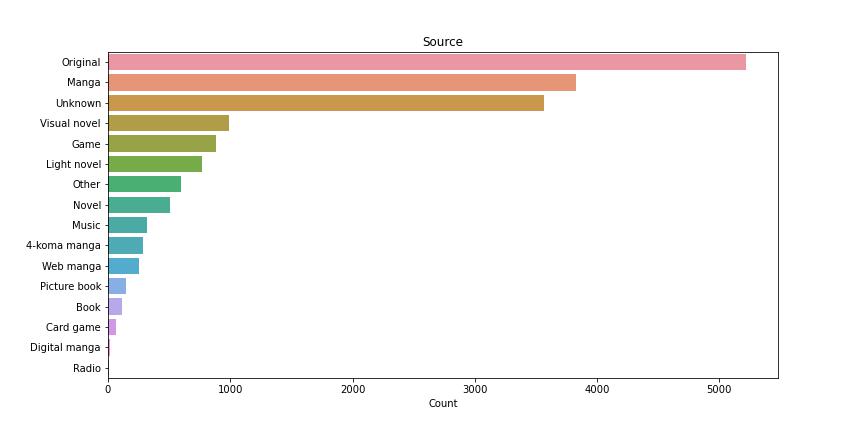 Source
Original
Manga
Unknown
Visual novel
Game
Light novel
Other
Novel
Music
4-koma manga
Web manga
Picture book
Book
Card game
Digital manga
Radio
0 1000 2000 3000 4000 5000
Count